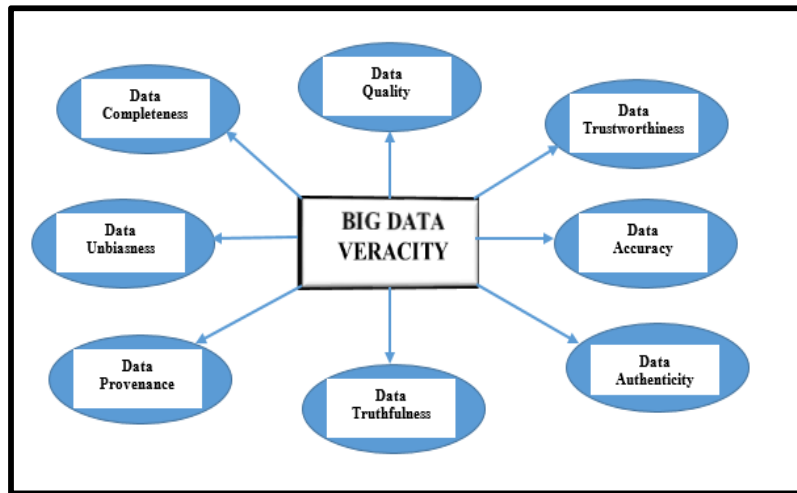 Data
Quality
Data
Completeness
Data
Trustworthiness
BIG DATA
VERACITY
Data
Unbiasness
Data
Accuracy
Data
Provenance
Data
Authenticity
Data
Truthfulness